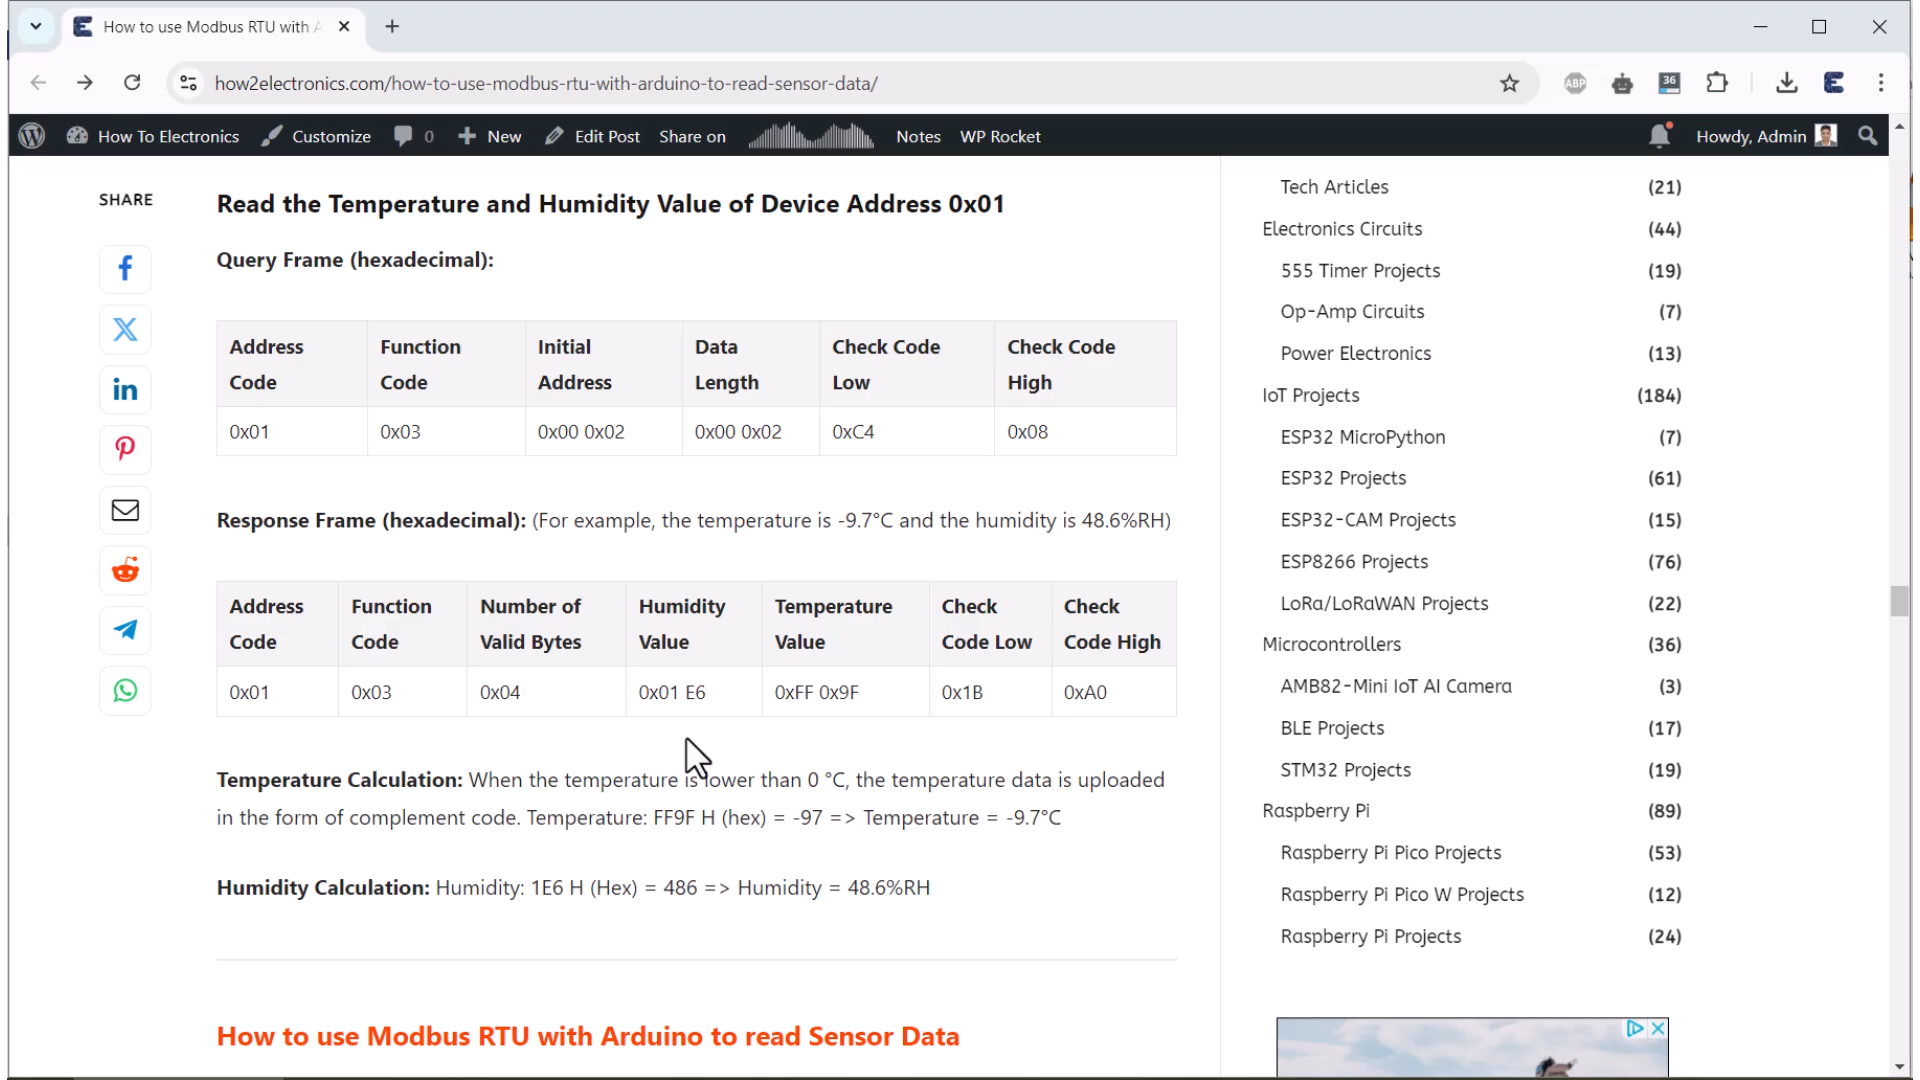 How to use Modbus RTU with A
how2electronics.com/how-to-use-modbus-rtu-with-arduino-to-read-sensor-data/
ABP
36
How To Electronics
Customize
0
New
Edit Post
Share on
Notes
WP Rocket
Howdy, Admin
SHARE
Read the Temperature and Humidity Value of Device Address 0x01
Query Frame (hexadecimal):
Address Code
Function Code
Initial Address
Data Length
Check Code Low
Check Code High
0x01
0x03
0x00 0x02
0x00 0x02
0xC4
0x08
Response Frame (hexadecimal): (For example, the temperature is -9.7°C and the humidity is 48.6%RH)
Address Code
Function Code
Number of Valid Bytes
Humidity Value
Temperature Value
Check Code Low
Check Code High
0x01
0x03
0x04
0x01 E6
0xFF 0x9F
0x1B
0xA0
Temperature Calculation: When the temperature is lower than 0 °C, the temperature data is uploaded
in the form of complement code. Temperature: FF9F H (hex) = -97 => Temperature = -9.7°C
Humidity Calculation: Humidity: 1E6 H (Hex) = 486 => Humidity = 48.6%RH
How to use Modbus RTU with Arduino to read Sensor Data
Tech Articles (21)
Electronics Circuits (44)
555 Timer Projects (19)
Op-Amp Circuits (7)
Power Electronics (13)
IoT Projects (184)
ESP32 MicroPython (7)
ESP32 Projects (61)
ESP32-CAM Projects (15)
ESP8266 Projects (76)
LoRa/LoRaWAN Projects (22)
Microcontrollers (36)
AMB82-Mini IoT AI Camera (3)
BLE Projects (17)
STM32 Projects (19)
Raspberry Pi (89)
Raspberry Pi Pico Projects (53)
Raspberry Pi Pico W Projects (12)
Raspberry Pi Projects (24)